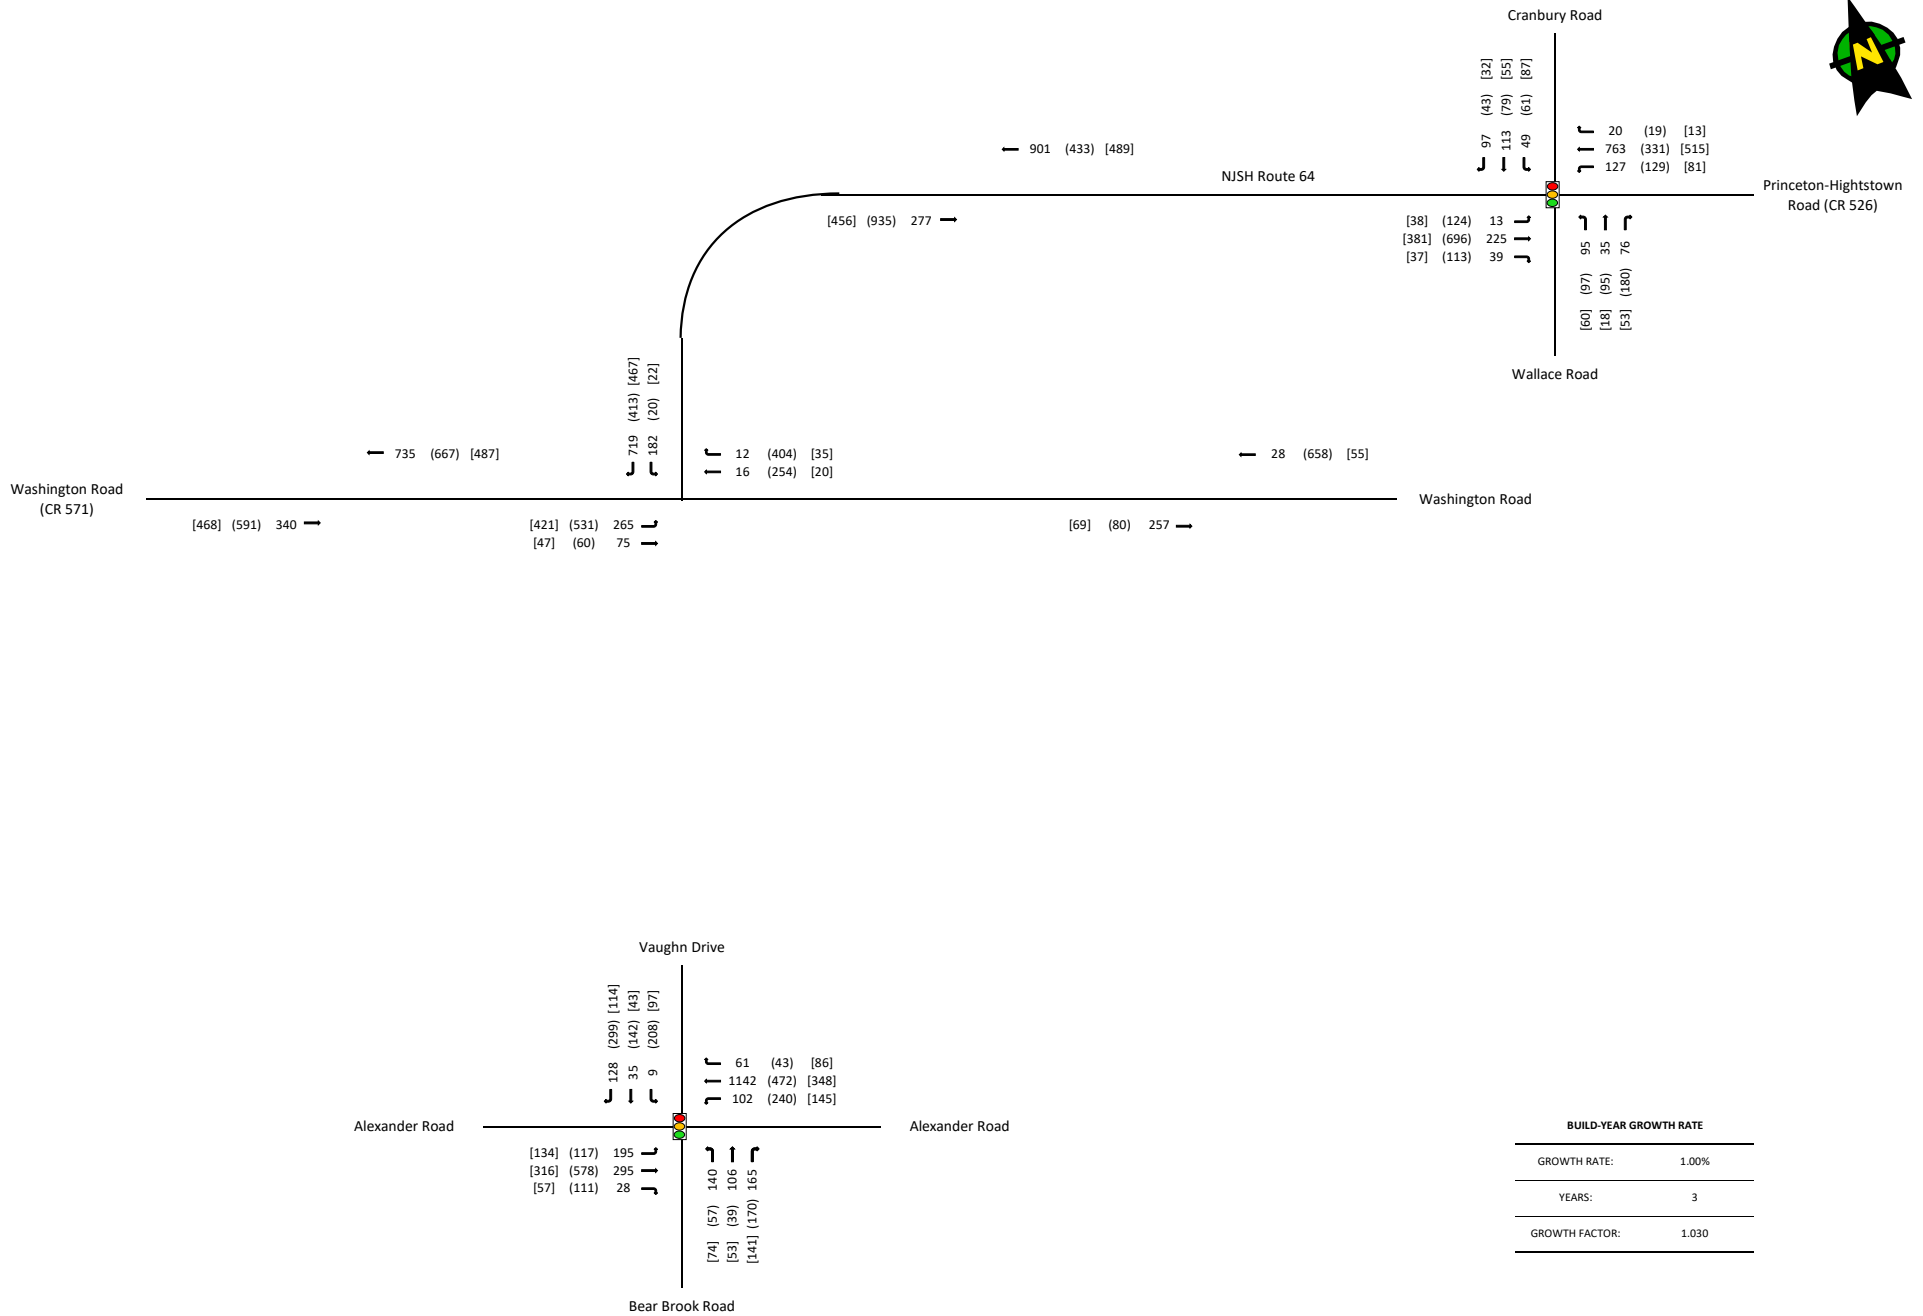 Cranbury Road
N
97 (43) [32]
113 (79) [55]
49 (61) [87]
20 (19) [13]
763 (331) [515]
127 (129) [81]
901 (433) [489]
NJSH Route 64
Princeton-Hightstown
Road (CR 526)
[456] (935) 277
[38] (124) 13
[381] (696) 225
[37] (113) 39
[60] (97) 95
[18] (95) 35
[53] (180) 76
Wallace Road
719 (413) [467]
182 (20) [22]
735 (667) [487]
12 (404) [35]
16 (254) [20]
28 (658) [55]
Washington Road
(CR 571)
Washington Road
[468] (591) 340
[421] (531) 265
[47] (60) 75
[69] (80) 257
Vaughn Drive
128 (299) [114]
35 (142) [43]
9 (208) [97]
61 (43) [86]
1142 (472) [348]
102 (240) [145]
Alexander Road
Alexander Road
[134] (117) 195
[316] (578) 295
[57] (111) 28
[74] (57) 140
[53] (39) 106
[141] (170) 165
Bear Brook Road
BUILD-YEAR GROWTH RATE
GROWTH RATE: 1.00%
YEARS: 3
GROWTH FACTOR: 1.030